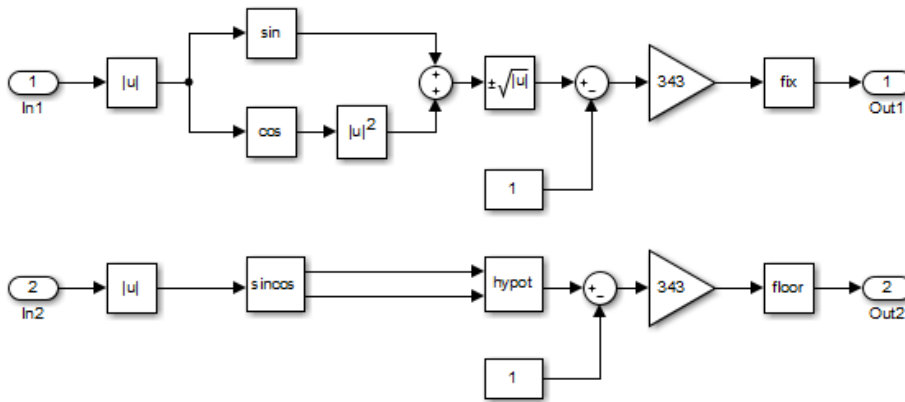 sin
1
In1
|u|
+
+
±√|u|
+
−
343
fix
1
Out1
cos
|u|²
1
2
In2
|u|
sincos
hypot
+
−
343
floor
2
Out2
1